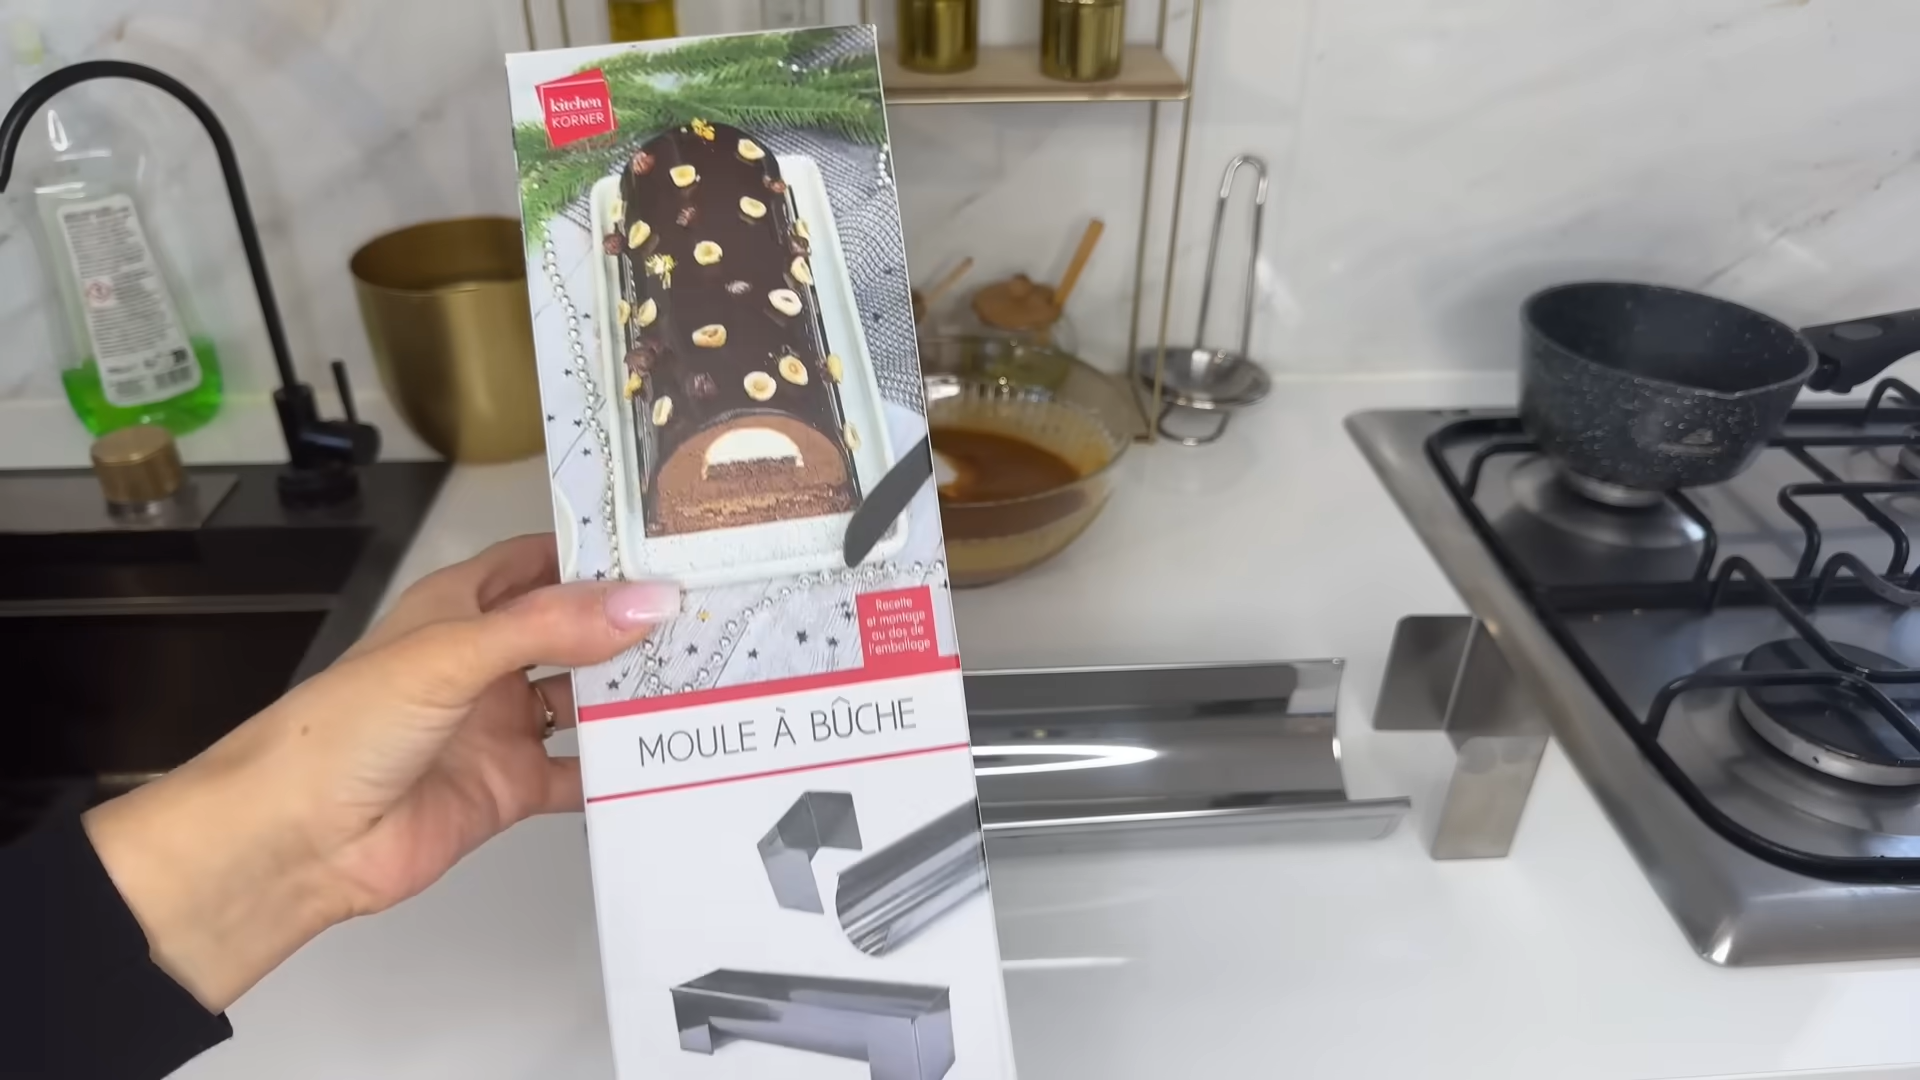 kitchen
KORNER
Recette
et montage
au dos de
l'emballage
MOULE À BÛCHE